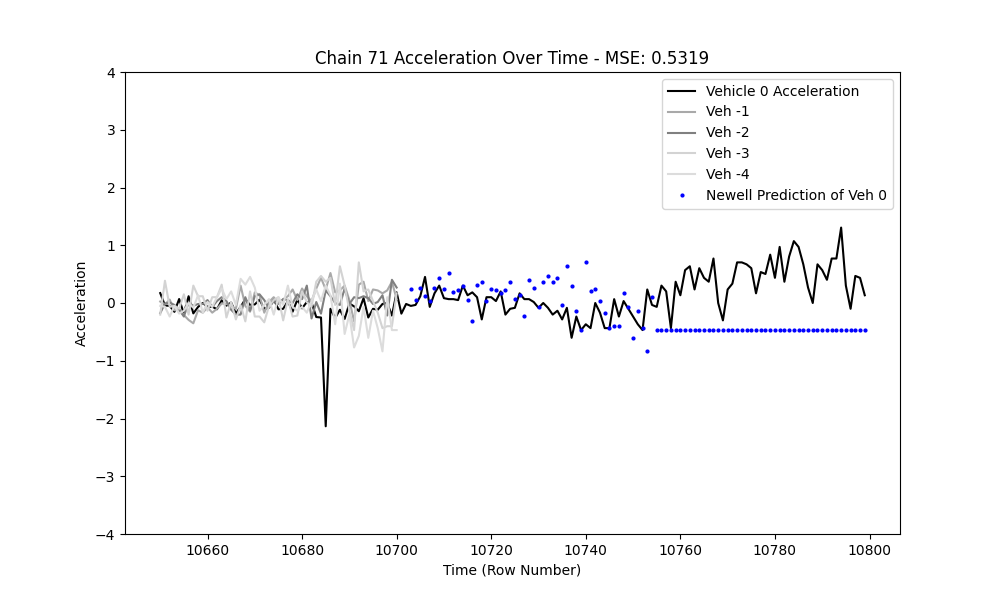 Chain 71 Acceleration Over Time - MSE: 0.5319
Acceleration
4
3
2
1
0
−1
−2
−3
−4
Vehicle 0 Acceleration
Veh -1
Veh -2
Veh -3
Veh -4
Newell Prediction of Veh 0
10660 10680 10700 10720 10740 10760 10780 10800
Time (Row Number)